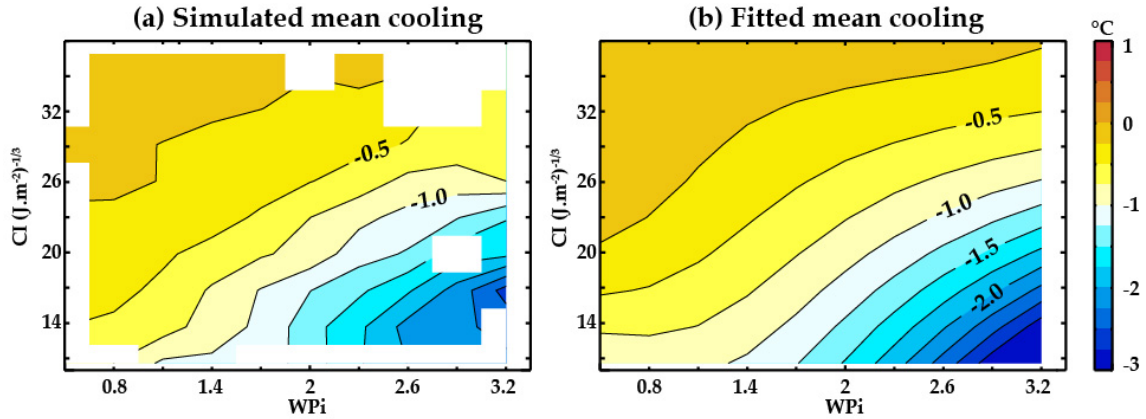 (a) Simulated mean cooling
(b) Fitted mean cooling
°C
CI (J.m⁻²)⁻¹/³
32
26
20
14
0.8 1.4 2 2.6 3.2
WPi
-0.5
-1.0
CI (J.m⁻²)⁻¹/³
32
26
20
14
0.8 1.4 2 2.6 3.2
WPi
-0.5
-1.0
-1.5
-2.0
1
0
-1
-2
-3